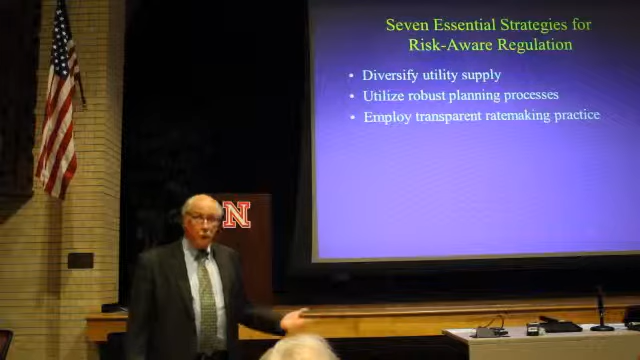 Seven Essential Strategies for
Risk-Aware Regulation
• Diversify utility supply
• Utilize robust planning processes
• Employ transparent ratemaking practice
N